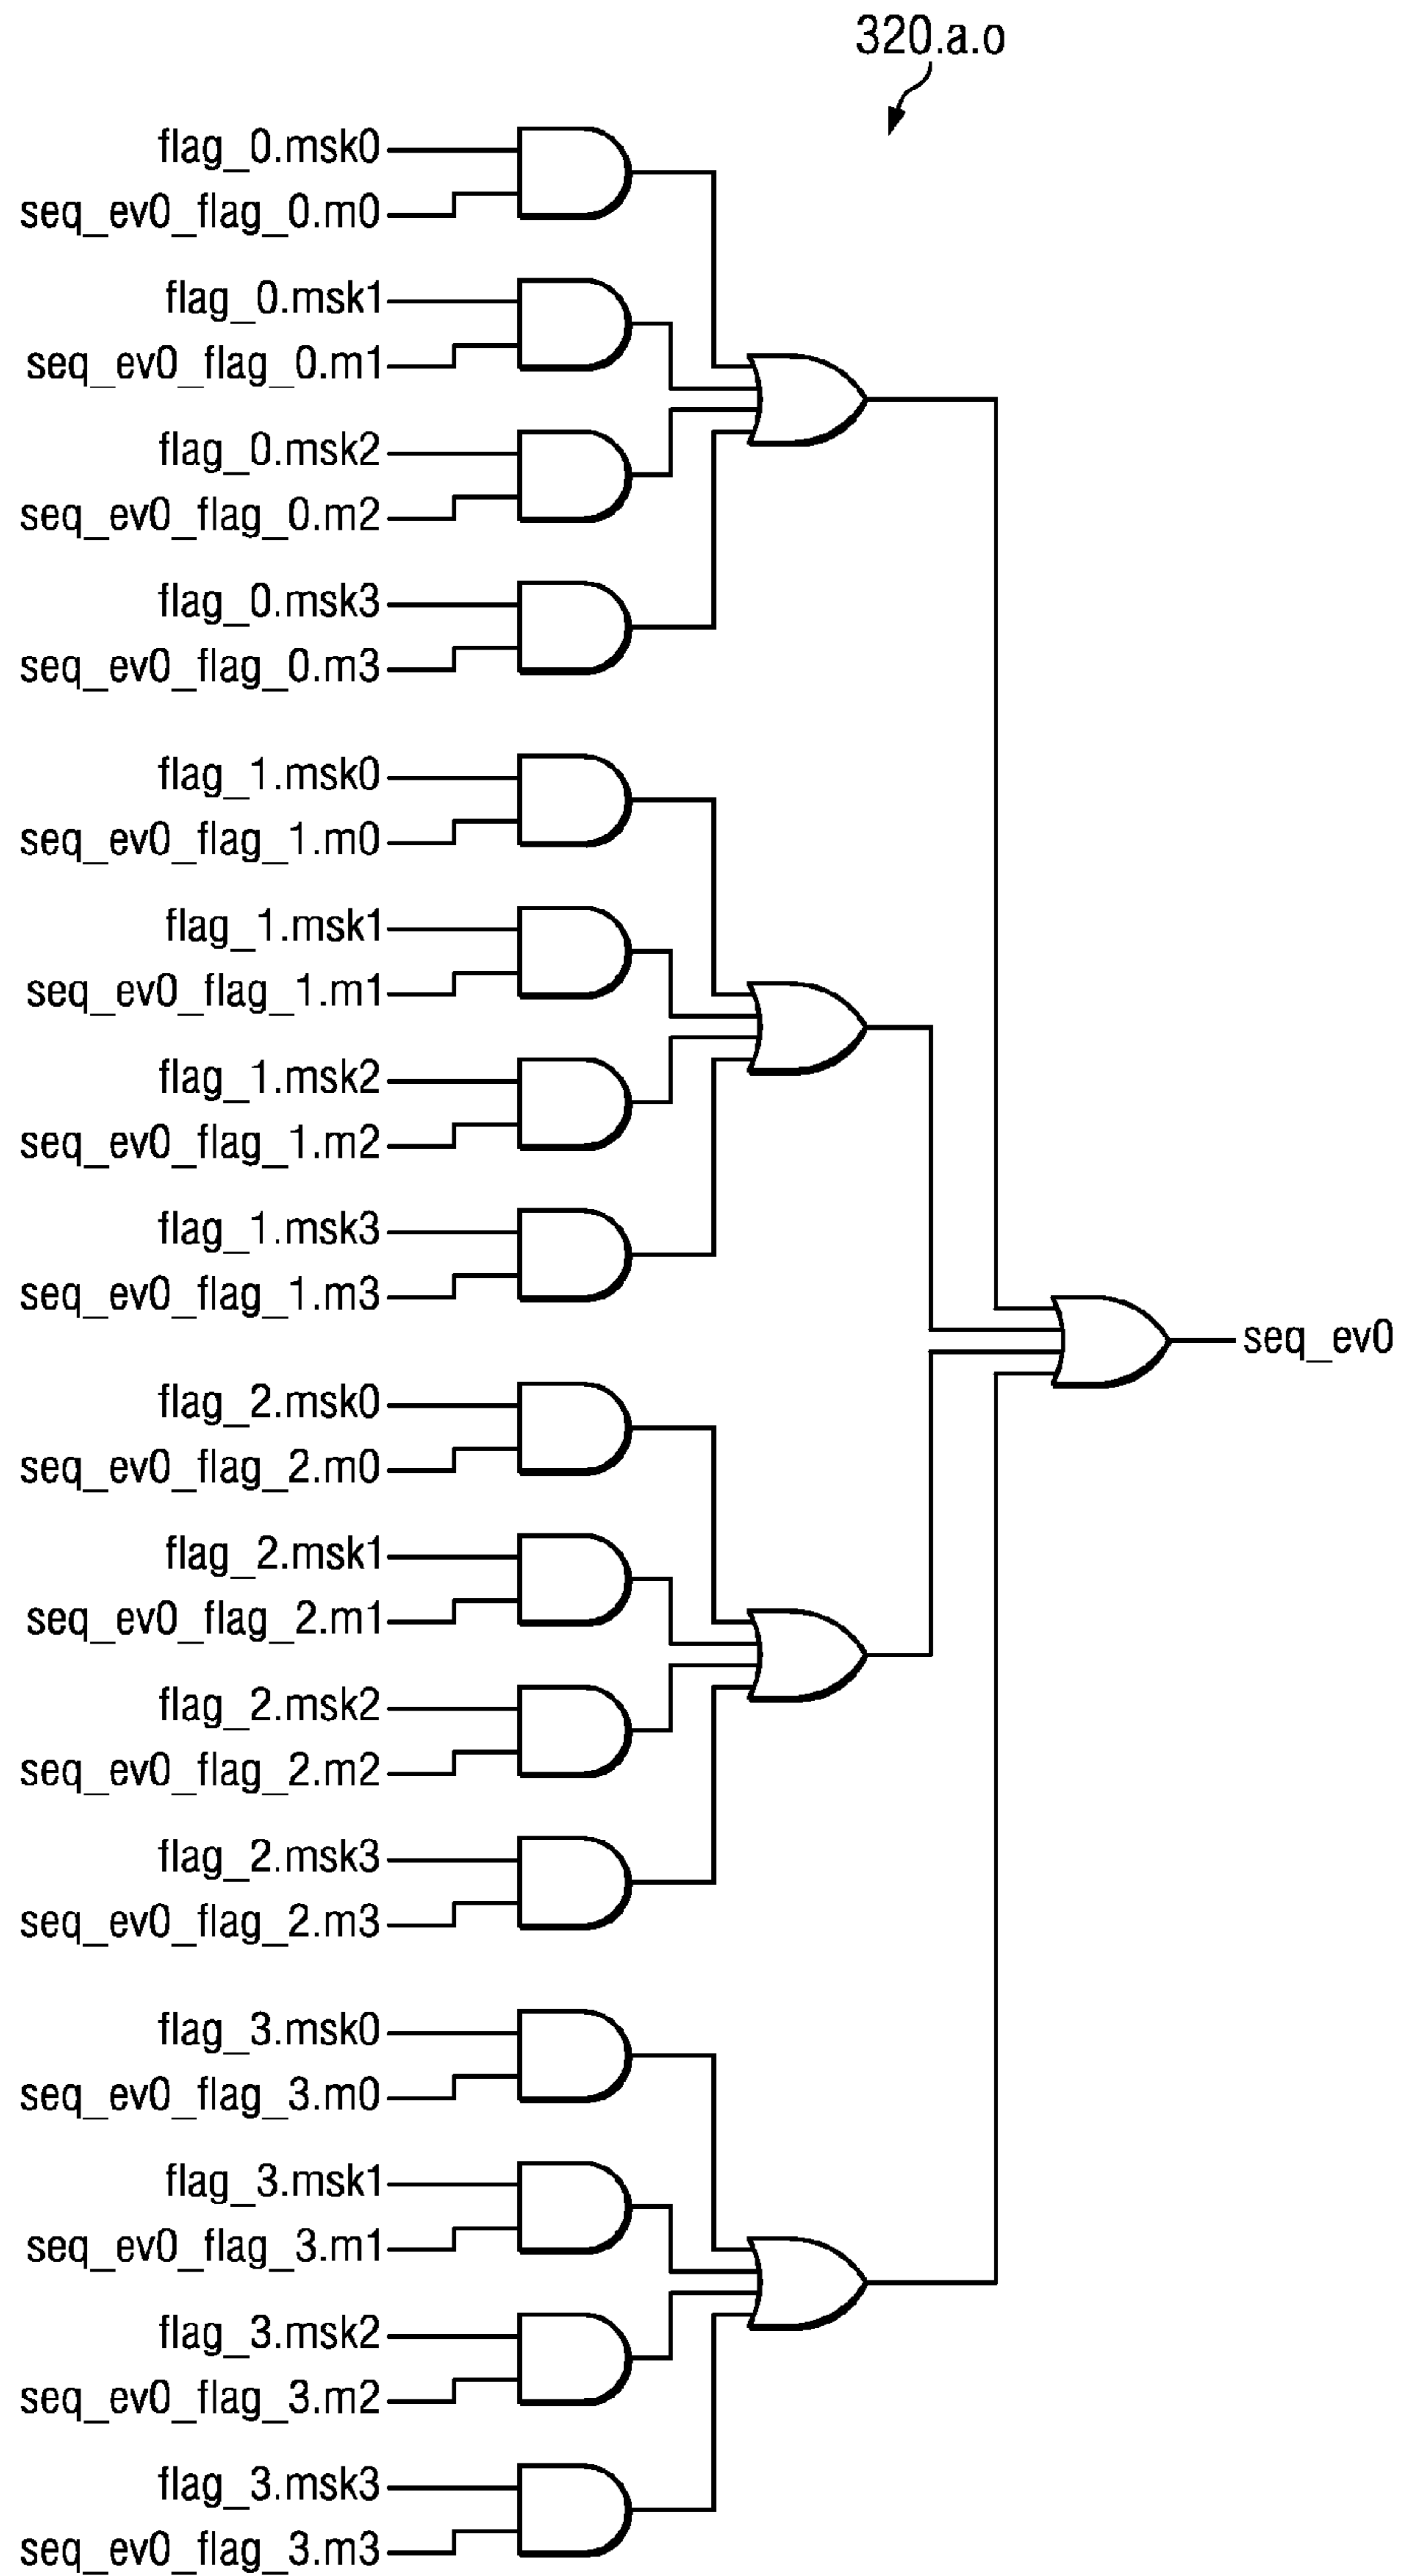 320.a.o
flag_0.msk0
seq_ev0_flag_0.m0
flag_0.msk1
seq_ev0_flag_0.m1
flag_0.msk2
seq_ev0_flag_0.m2
flag_0.msk3
seq_ev0_flag_0.m3
flag_1.msk0
seq_ev0_flag_1.m0
flag_1.msk1
seq_ev0_flag_1.m1
flag_1.msk2
seq_ev0_flag_1.m2
flag_1.msk3
seq_ev0_flag_1.m3
seq_ev0
flag_2.msk0
seq_ev0_flag_2.m0
flag_2.msk1
seq_ev0_flag_2.m1
flag_2.msk2
seq_ev0_flag_2.m2
flag_2.msk3
seq_ev0_flag_2.m3
flag_3.msk0
seq_ev0_flag_3.m0
flag_3.msk1
seq_ev0_flag_3.m1
flag_3.msk2
seq_ev0_flag_3.m2
flag_3.msk3
seq_ev0_flag_3.m3